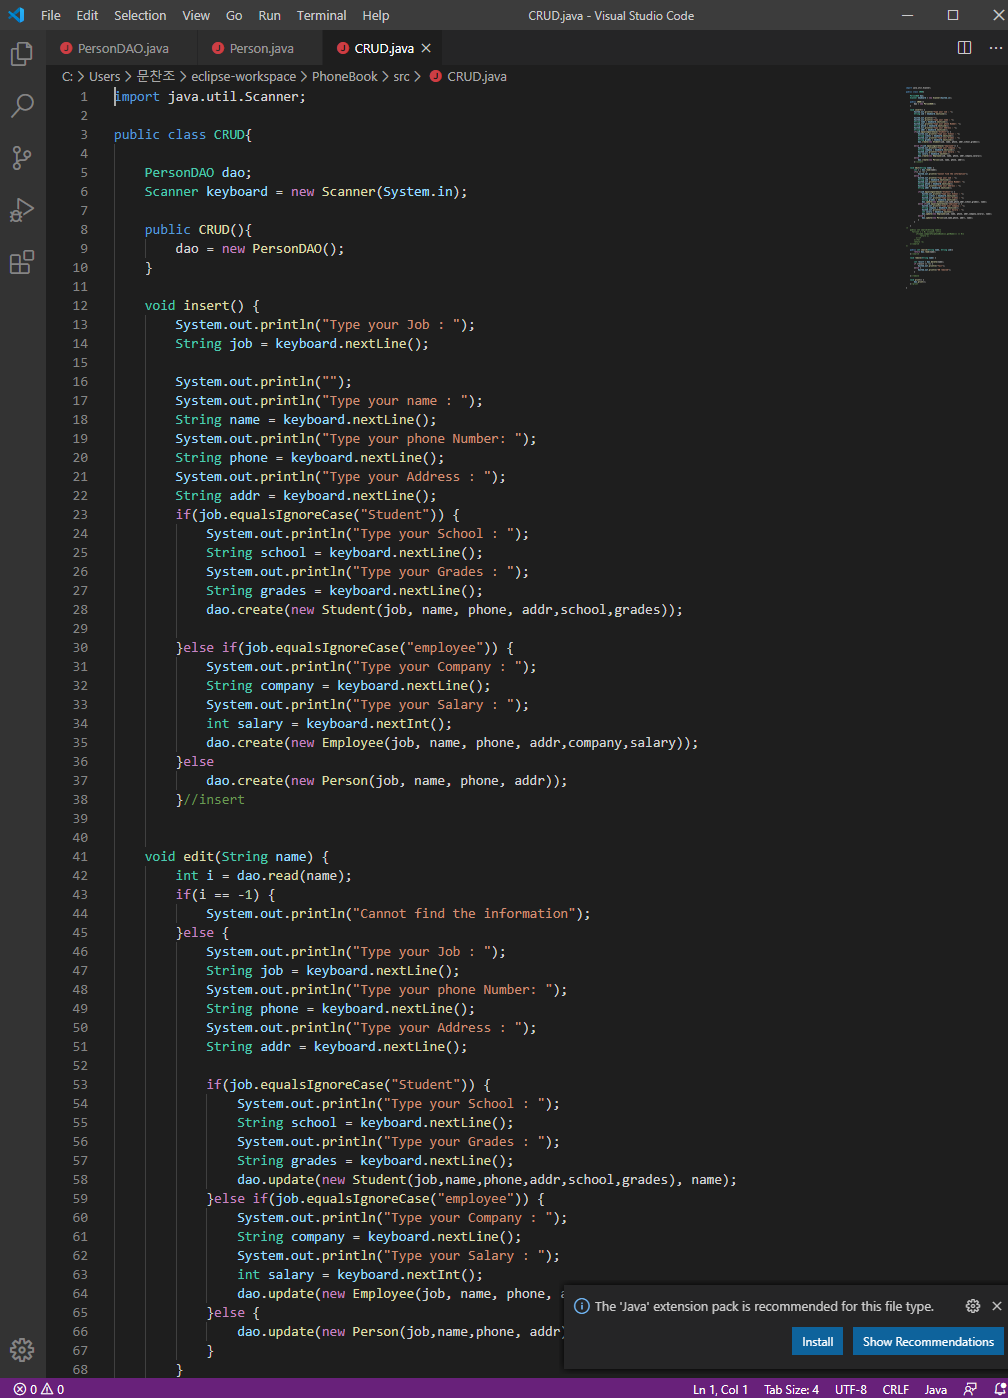 File Edit Selection View Go Run Terminal Help CRUD.java - Visual Studio Code
PersonDAO.java Person.java CRUD.java
C: > Users > 문찬조 > eclipse-workspace > PhoneBook > src > CRUD.java
1 import java.util.Scanner;
2
3 public class CRUD{
4
5 PersonDAO dao;
6 Scanner keyboard = new Scanner(System.in);
7
8 public CRUD(){
9 dao = new PersonDAO();
10 }
11
12 void insert() {
13 System.out.println("Type your Job : ");
14 String job = keyboard.nextLine();
15
16 System.out.println("");
17 System.out.println("Type your name : ");
18 String name = keyboard.nextLine();
19 System.out.println("Type your phone Number: ");
20 String phone = keyboard.nextLine();
21 System.out.println("Type your Address : ");
22 String addr = keyboard.nextLine();
23 if(job.equalsIgnoreCase("Student")) {
24 System.out.println("Type your School : ");
25 String school = keyboard.nextLine();
26 System.out.println("Type your Grades : ");
27 String grades = keyboard.nextLine();
28 dao.create(new Student(job, name, phone, addr,school,grades));
29
30 }else if(job.equalsIgnoreCase("employee")) {
31 System.out.println("Type your Company : ");
32 String company = keyboard.nextLine();
33 System.out.println("Type your Salary : ");
34 int salary = keyboard.nextInt();
35 dao.create(new Employee(job, name, phone, addr,company,salary));
36 }else
37 dao.create(new Person(job, name, phone, addr));
38 }//insert
39
40
41 void edit(String name) {
42 int i = dao.read(name);
43 if(i == -1) {
44 System.out.println("Cannot find the information");
45 }else {
46 System.out.println("Type your Job : ");
47 String job = keyboard.nextLine();
48 System.out.println("Type your phone Number: ");
49 String phone = keyboard.nextLine();
50 System.out.println("Type your Address : ");
51 String addr = keyboard.nextLine();
52
53 if(job.equalsIgnoreCase("Student")) {
54 System.out.println("Type your School : ");
55 String school = keyboard.nextLine();
56 System.out.println("Type your Grades : ");
57 String grades = keyboard.nextLine();
58 dao.update(new Student(job,name,phone,addr,school,grades), name);
59 }else if(job.equalsIgnoreCase("employee")) {
60 System.out.println("Type your Company : ");
61 String company = keyboard.nextLine();
62 System.out.println("Type your Salary : ");
63 int salary = keyboard.nextInt();
64 dao.update(new Employee(job, name, phone,
65 }else {
66 dao.update(new Person(job,name,phone, addr)
67 }
68 }
The 'Java' extension pack is recommended for this file type.
Install Show Recommendations
0 0 Ln 1, Col 1 Tab Size: 4 UTF-8 CRLF Java